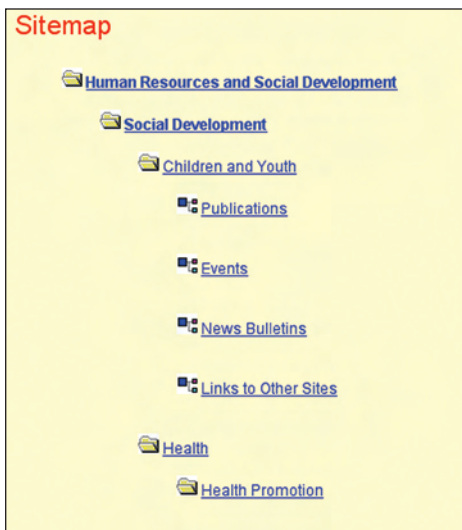 Sitemap
Human Resources and Social Development
Social Development
Children and Youth
Publications
Events
News Bulletins
Links to Other Sites
Health
Health Promotion